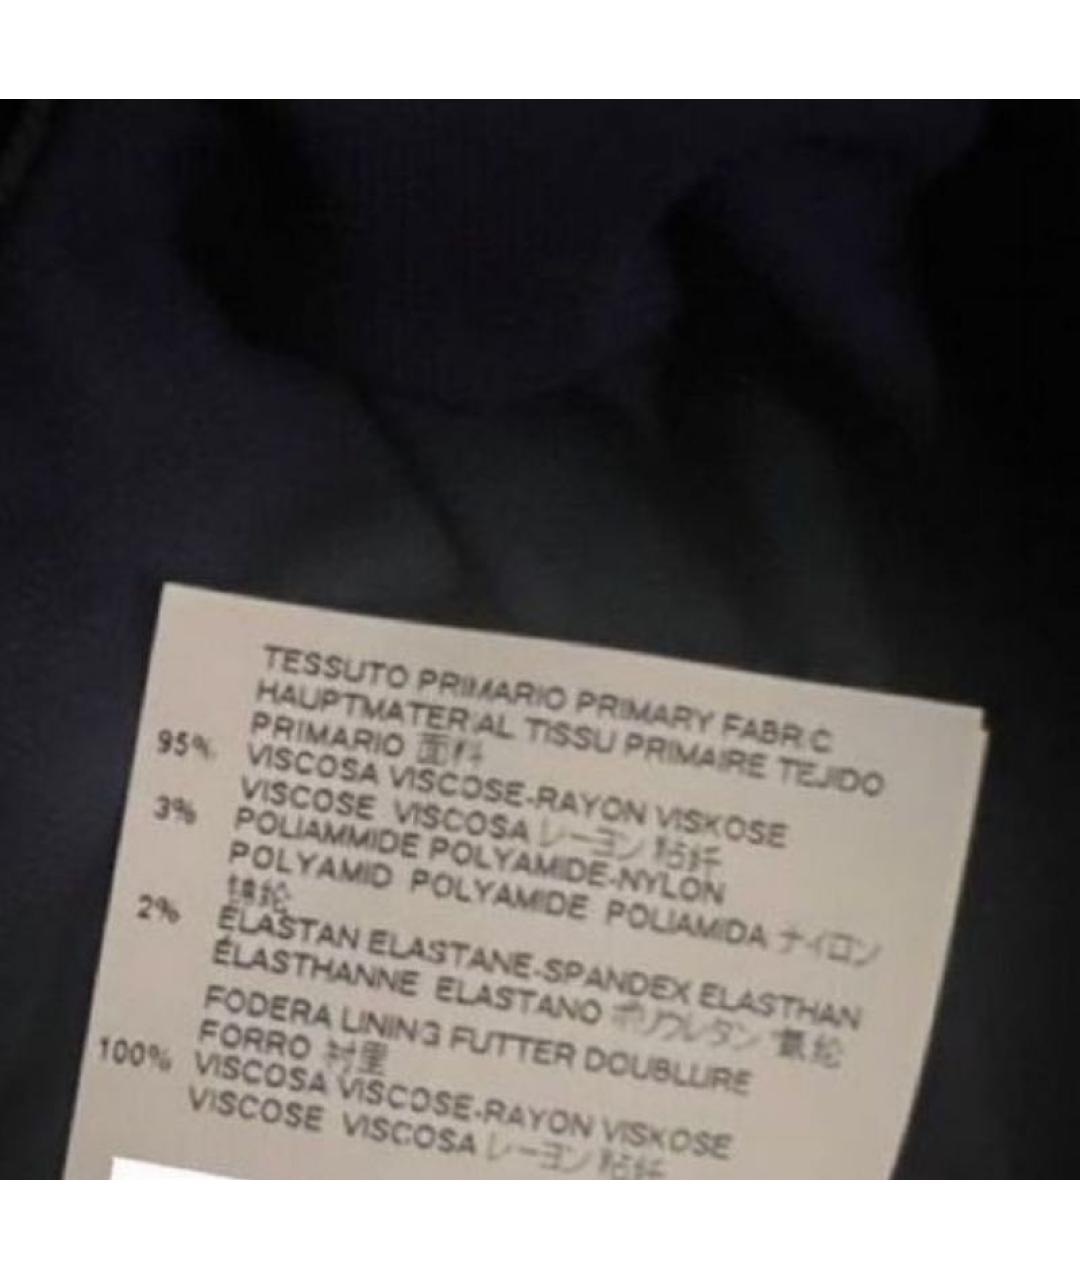 TESSUTO PRIMARIO PRIMARY FABRIC
HAUPTMATERIAL TISSU PRIMAIRE TEJIDO
PRIMARIO 面料
95% VISCOSA VISCOSE-RAYON VISKOSE
VISCOSE VISCOSA レーヨン 粘纤
3% POLIAMMIDE POLYAMIDE-NYLON
POLYAMID POLYAMIDE POLIAMIDA ナイロン
锦纶
2% ELASTAN ELASTANE-SPANDEX ELASTHAN
ÉLASTHANNE ELASTANO ポリウレタン 氨纶
FODERA LINING FUTTER DOUBLURE
FORRO 衬里
100% VISCOSA VISCOSE-RAYON VISKOSE
VISCOSE VISCOSA レーヨン 粘纤